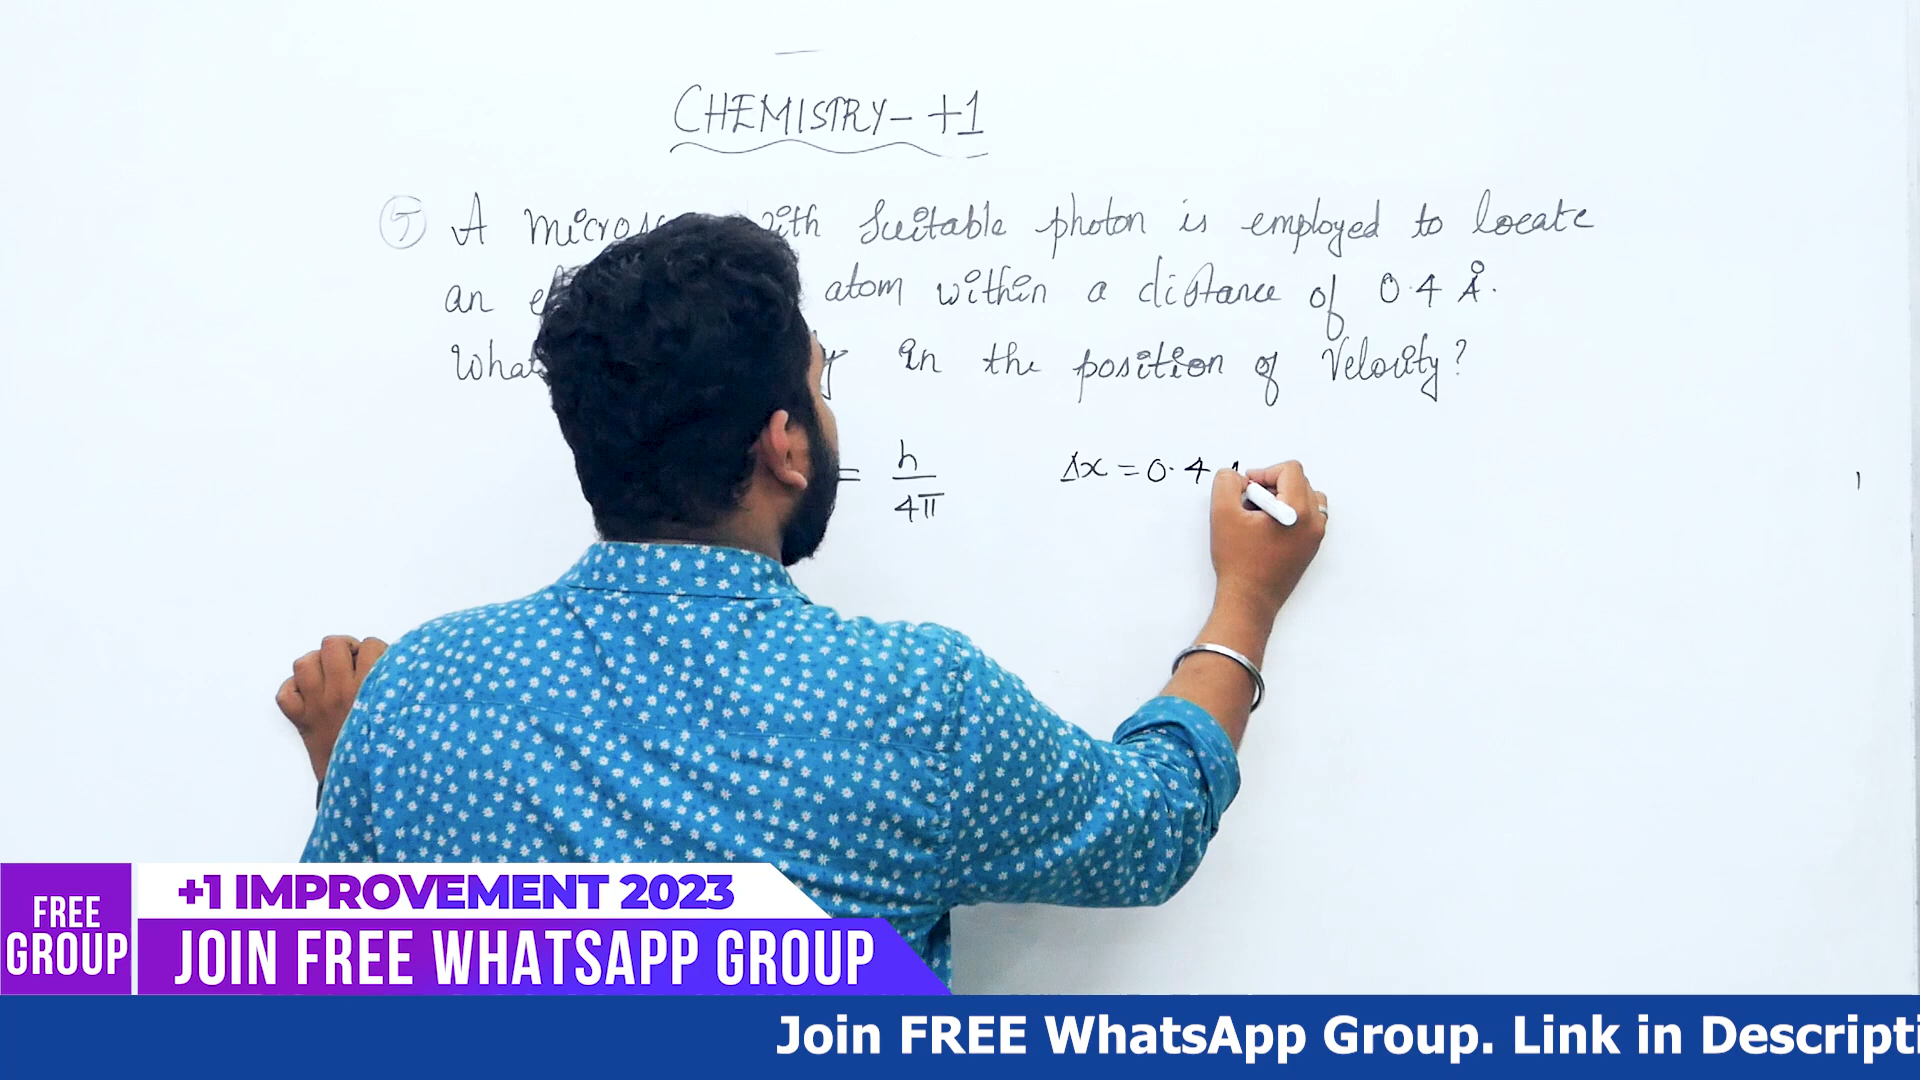 CHEMISTRY - +1
5 A with suitable photon is employed to locate
an atom within a distance of 0.4 Å.
in the position of Velocity?
= h
4π
Δx = 0.4
+1 IMPROVEMENT 2023
FREE
GROUP
JOIN FREE WHATSAPP GROUP
Join FREE WhatsApp Group. Link in Descripti